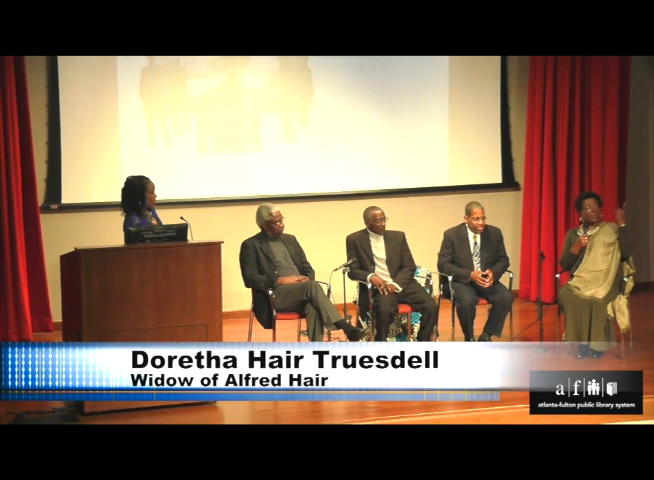 Doretha Hair Truesdell
Widow of Alfred Hair
a f
atlanta-fulton public library system